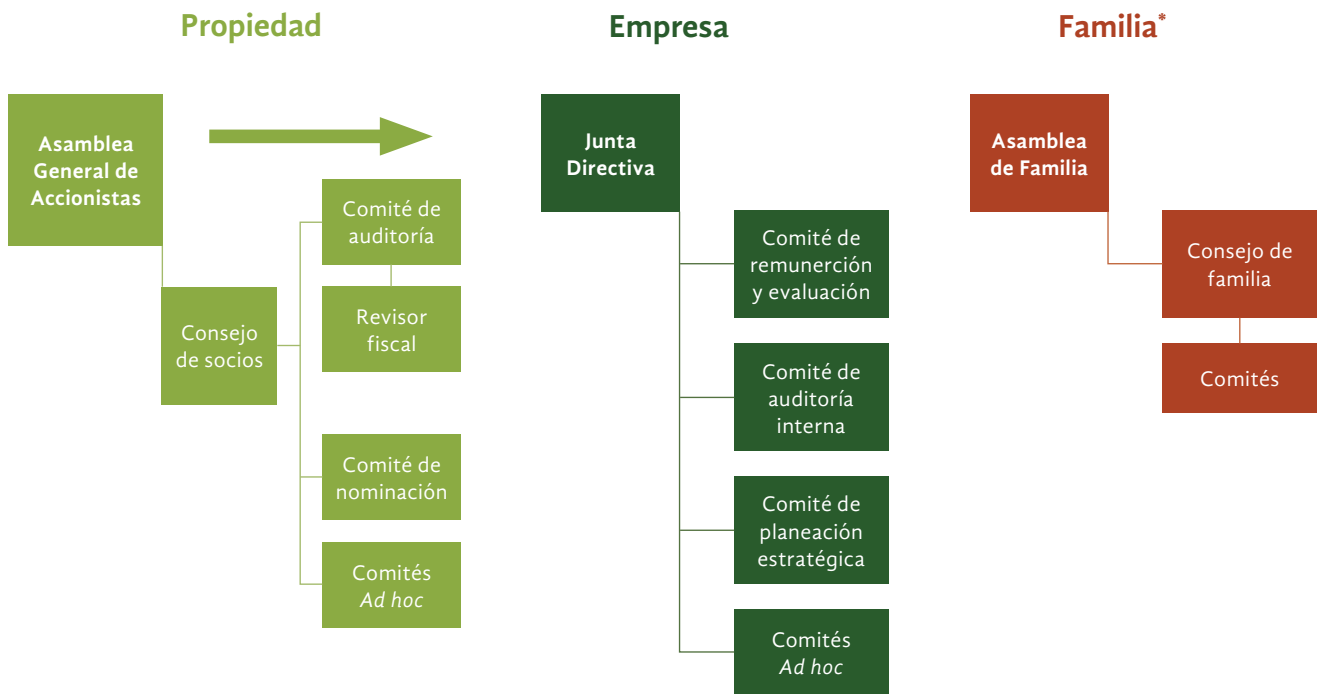 Propiedad
Asamblea
General de
Accionistas
Consejo
de socios
Comité de
auditoría
Revisor
fiscal
Comité de
nominación
Comités
Ad hoc
Empresa
Junta
Directiva
Comité de
remunerción
y evaluación
Comité de
auditoría
interna
Comité de
planeación
estratégica
Comités
Ad hoc
Familia*
Asamblea
de Familia
Consejo de
familia
Comités